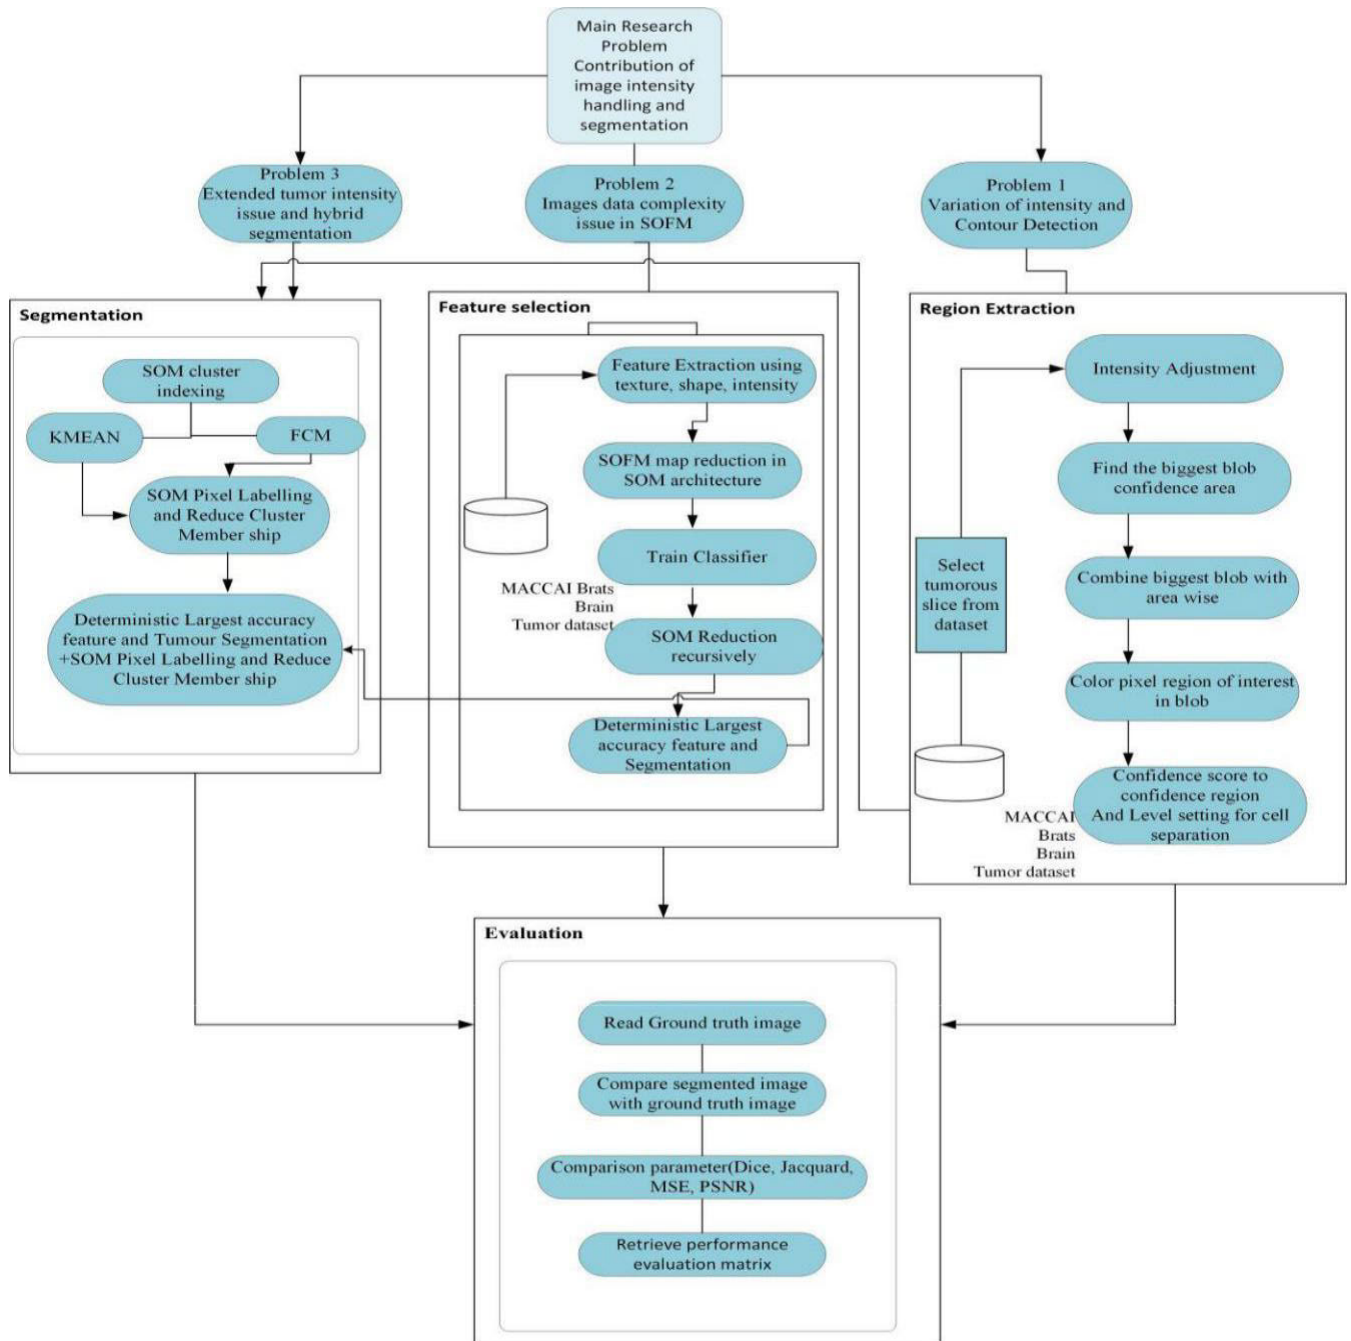 Main Research
Problem
Contribution of
image intensity
handling and
segmentation
Problem 3
Extended tumor intensity
issue and hybrid
segmentation
Problem 2
Images data complexity
issue in SOFM
Problem 1
Variation of intensity and
Contour Detection
Segmentation
SOM cluster
indexing
KMEAN
FCM
SOM Pixel Labelling
and Reduce Cluster
Member ship
Deterministic Largest accuracy
feature and Tumour Segmentation
+SOM Pixel Labelling and Reduce
Cluster Member ship
Feature selection
Feature Extraction using
texture, shape, intensity
SOFM map reduction in
SOM architecture
Train Classifier
MACCAI Brats
Brain
Tumor dataset
SOM Reduction
recursively
Deterministic Largest
accuracy feature and
Segmentation
Region Extraction
Intensity Adjustment
Find the biggest blob
confidence area
Select
tumorous
slice from
dataset
Combine biggest blob with
area wise
Color pixel region of interest
in blob
Confidence score to
confidence region
And Level setting for cell
separation
MACCAI
Brats
Brain
Tumor dataset
Evaluation
Read Ground truth image
Compare segmented image
with ground truth image
Comparison parameter(Dice, Jacquard,
MSE, PSNR)
Retrieve performance
evaluation matrix